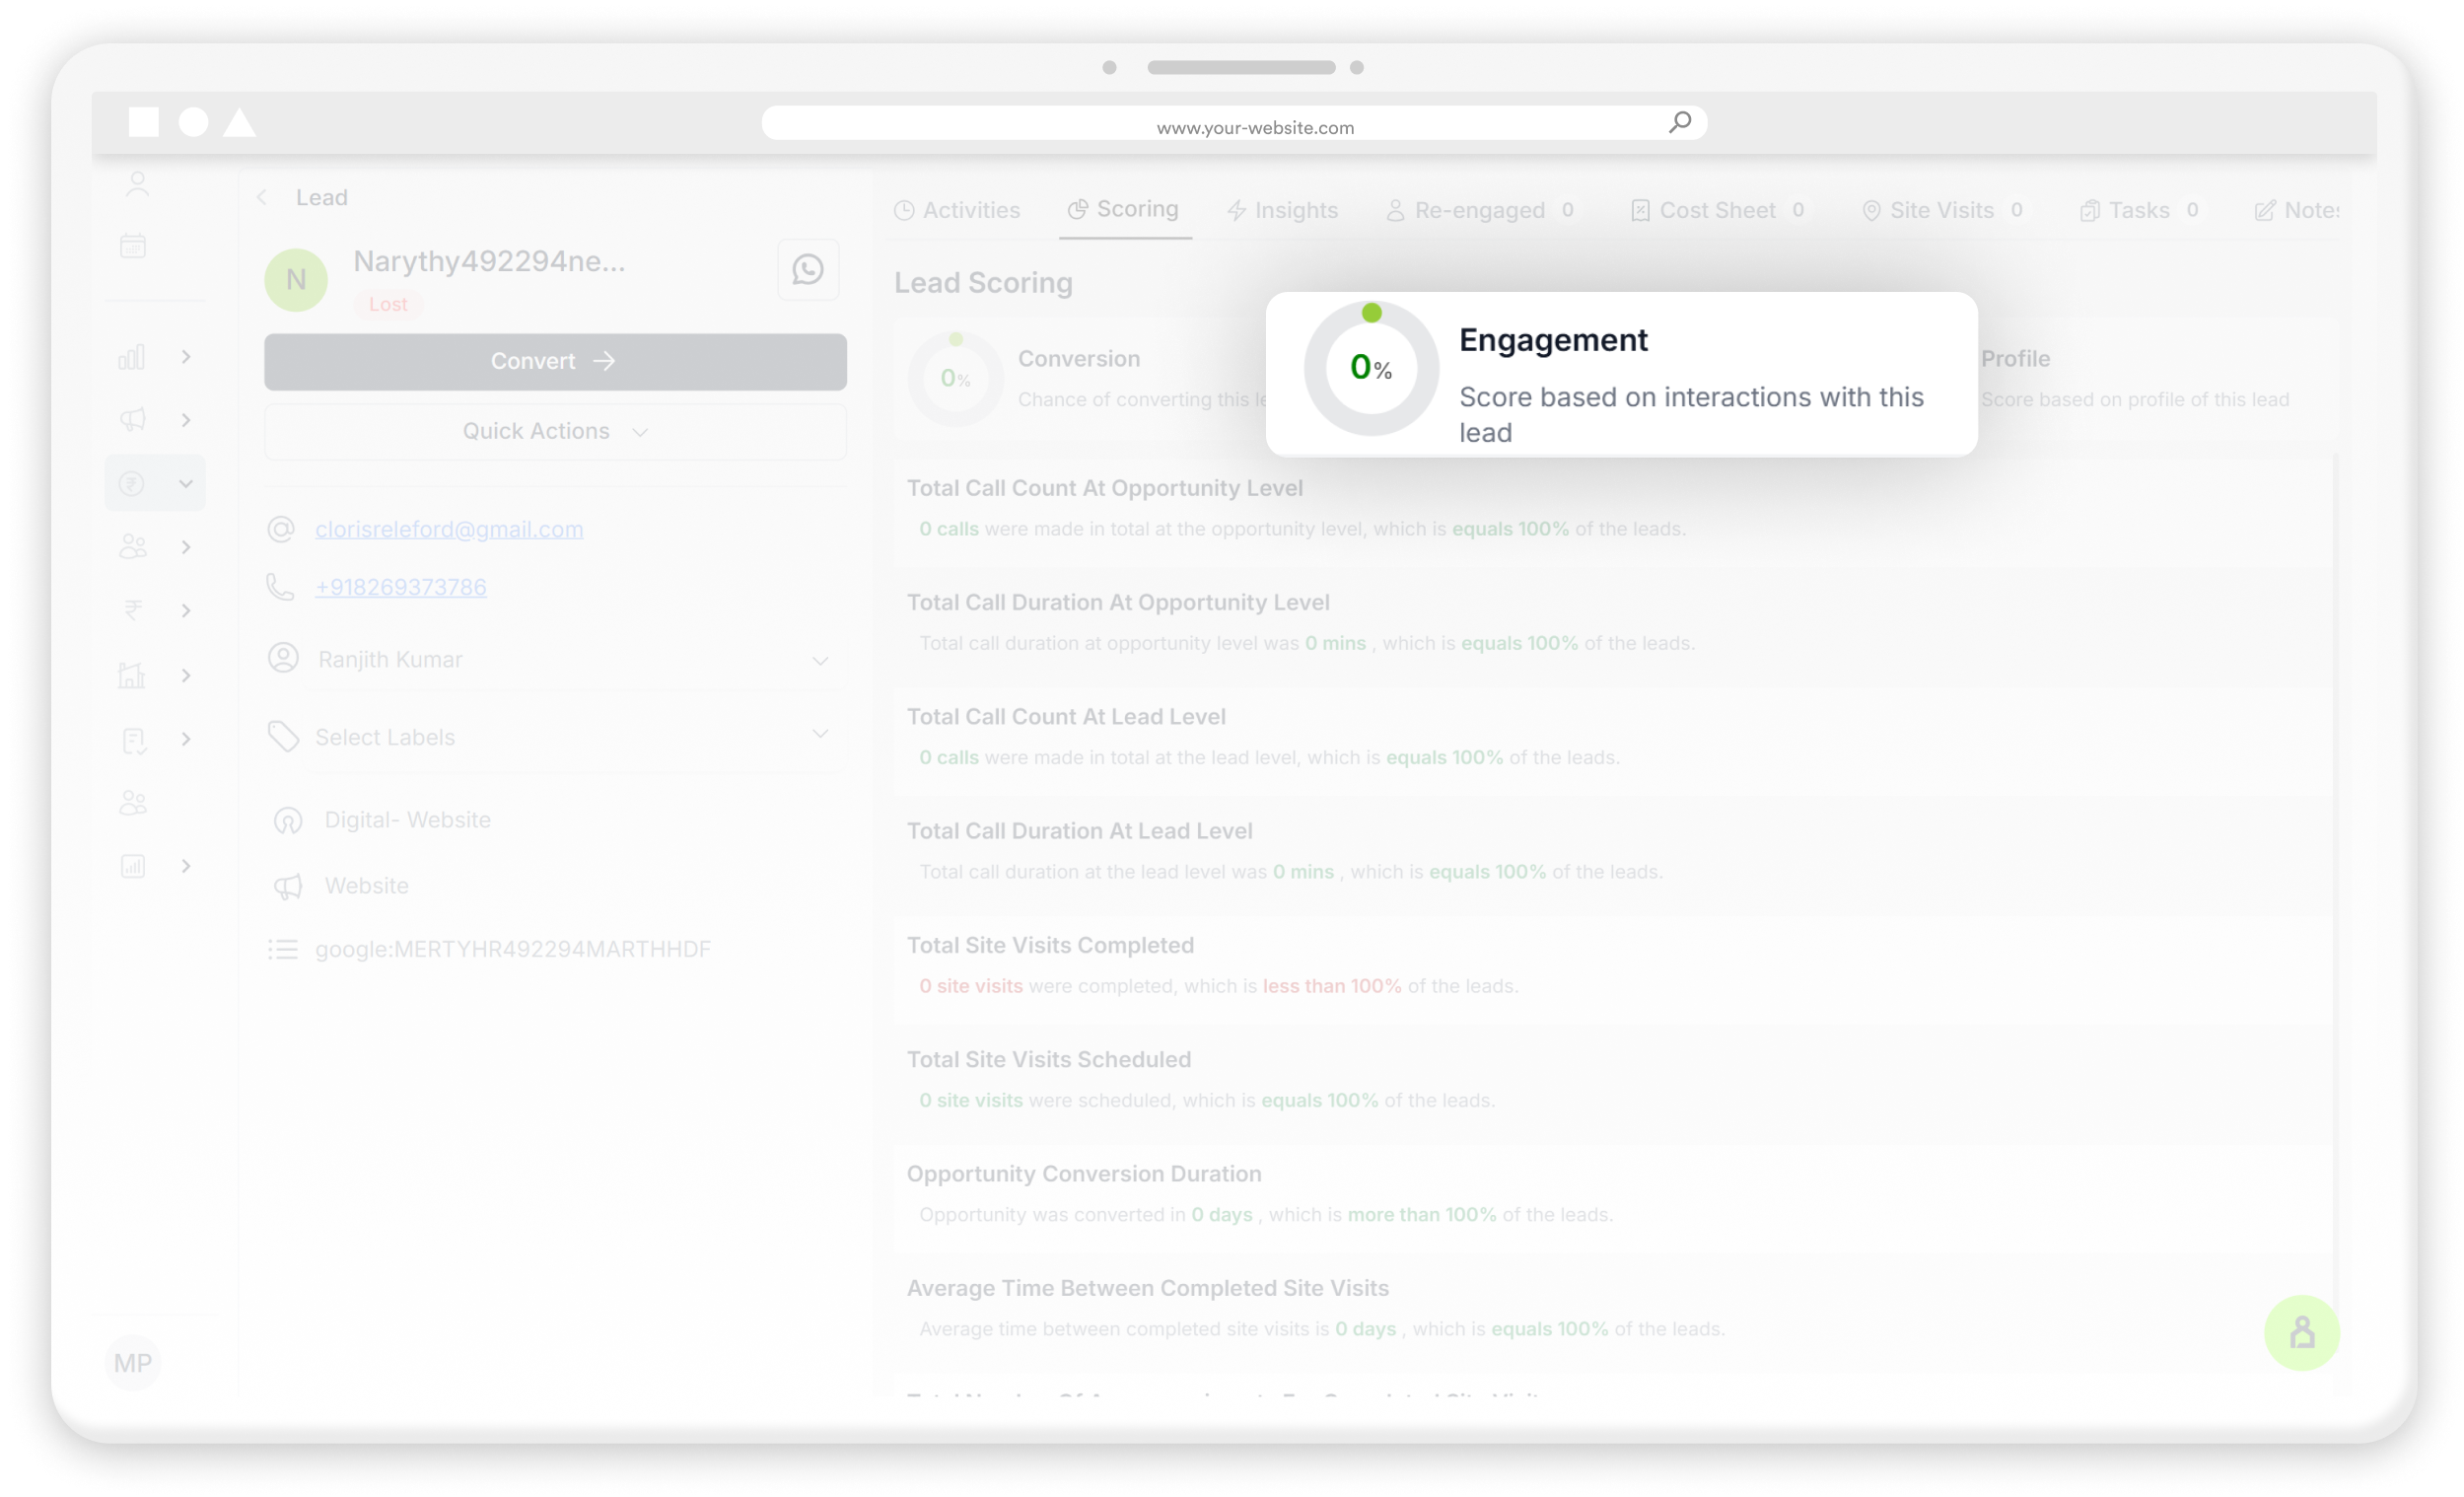 www.your-website.com
Lead
N
Narythy492294ne...
Lost
Convert
Quick Actions
clorisreleford@gmail.com
+918269373786
Ranjith Kumar
Select Labels
Digital- Website
Website
google:MERTYHR492294MARTHHDF
MP
Activities
Scoring
Insights
Re-engaged 0
Cost Sheet 0
Site Visits 0
Tasks 0
Notes
Lead Scoring
0%
Conversion
Chance of converting this le
0%
Engagement
Score based on interactions with this
lead
Profile
Score based on profile of this lead
Total Call Count At Opportunity Level
0 calls were made in total at the opportunity level, which is equals 100% of the leads.
Total Call Duration At Opportunity Level
Total call duration at opportunity level was 0 mins , which is equals 100% of the leads.
Total Call Count At Lead Level
0 calls were made in total at the lead level, which is equals 100% of the leads.
Total Call Duration At Lead Level
Total call duration at the lead level was 0 mins , which is equals 100% of the leads.
Total Site Visits Completed
0 site visits were completed, which is less than 100% of the leads.
Total Site Visits Scheduled
0 site visits were scheduled, which is equals 100% of the leads.
Opportunity Conversion Duration
Opportunity was converted in 0 days , which is more than 100% of the leads.
Average Time Between Completed Site Visits
Average time between completed site visits is 0 days , which is equals 100% of the leads.